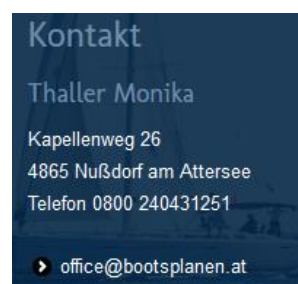 Kontakt
Thaller Monika
Kapellenweg 26
4865 Nußdorf am Attersee
Telefon 0800 240431251
office@bootsplanen.at